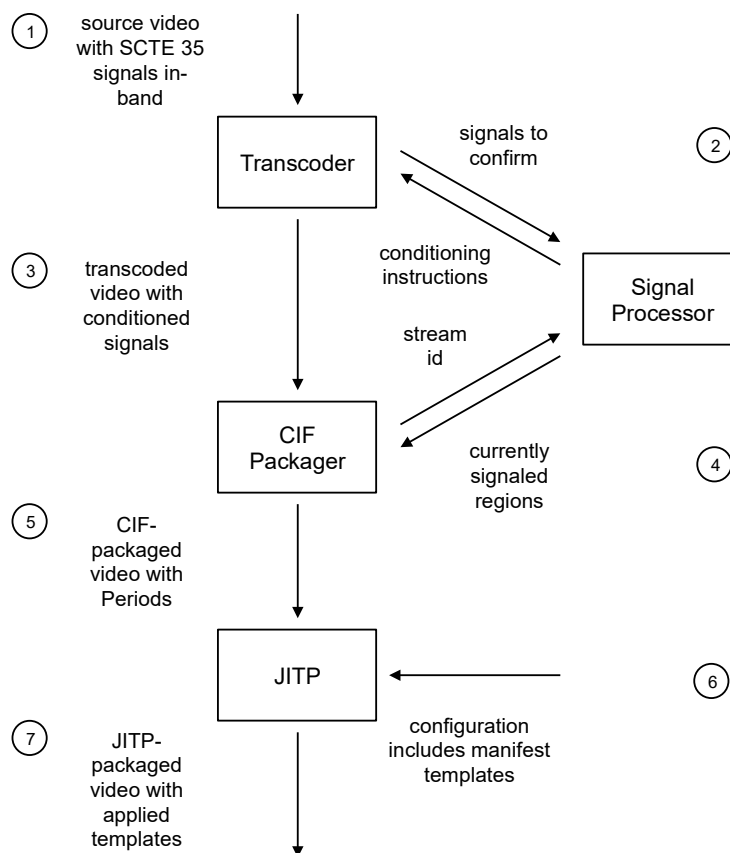 1
source video
with SCTE 35
signals in-
band
Transcoder
signals to
confirm
2
conditioning
instructions
Signal
Processor
3
transcoded
video with
conditioned
signals
stream
id
CIF
Packager
currently
signaled
regions
4
5
CIF-
packaged
video with
Periods
JITP
6
configuration
includes manifest
templates
7
JITP-
packaged
video with
applied
templates